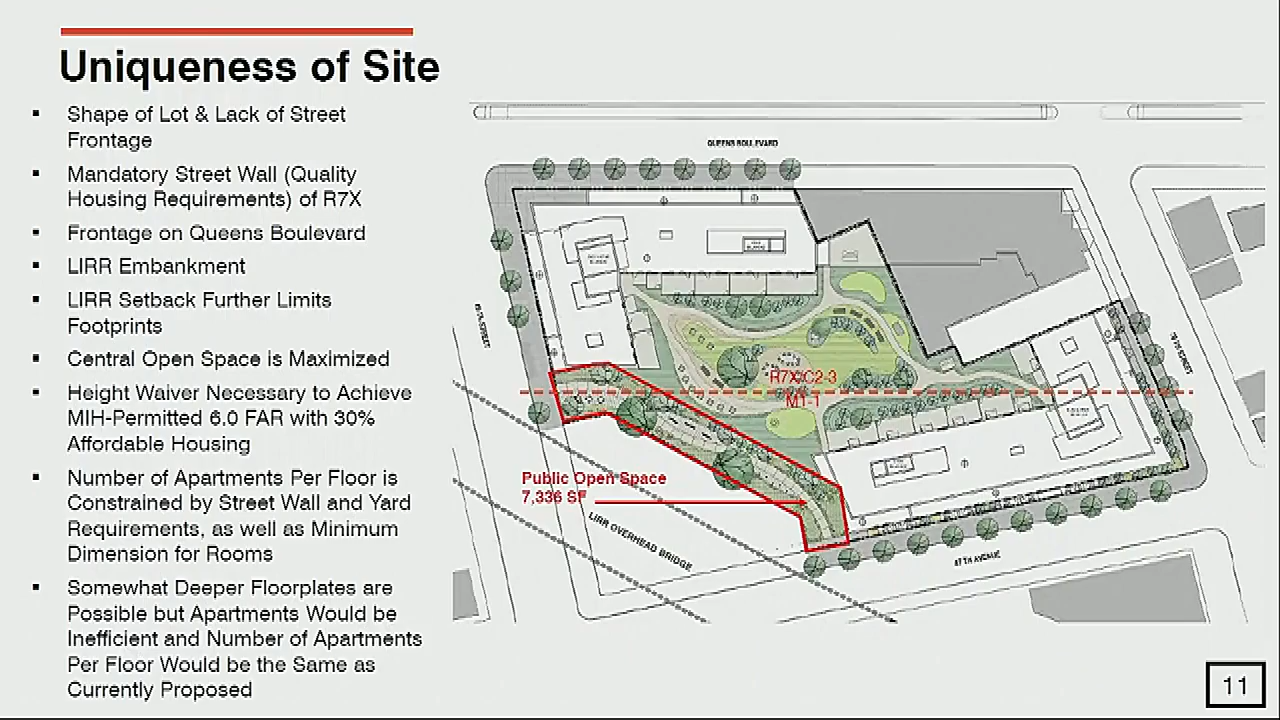 Uniqueness of Site
▪ Shape of Lot & Lack of Street
Frontage
▪ Mandatory Street Wall (Quality
Housing Requirements) of R7X
▪ Frontage on Queens Boulevard
▪ LIRR Embankment
▪ LIRR Setback Further Limits
Footprints
▪ Central Open Space is Maximized
▪ Height Waiver Necessary to Achieve
MIH-Permitted 6.0 FAR with 30%
Affordable Housing
▪ Number of Apartments Per Floor is
Constrained by Street Wall and Yard
Requirements, as well as Minimum
Dimension for Rooms
▪ Somewhat Deeper Floorplates are
Possible but Apartments Would be
Inefficient and Number of Apartments
Per Floor Would be the Same as
Currently Proposed
QUEENS BOULEVARD
R7X/C2-3
M1-1
Public Open Space
7,336 SF
LIRR OVERHEAD BRIDGE
47TH AVENUE
11